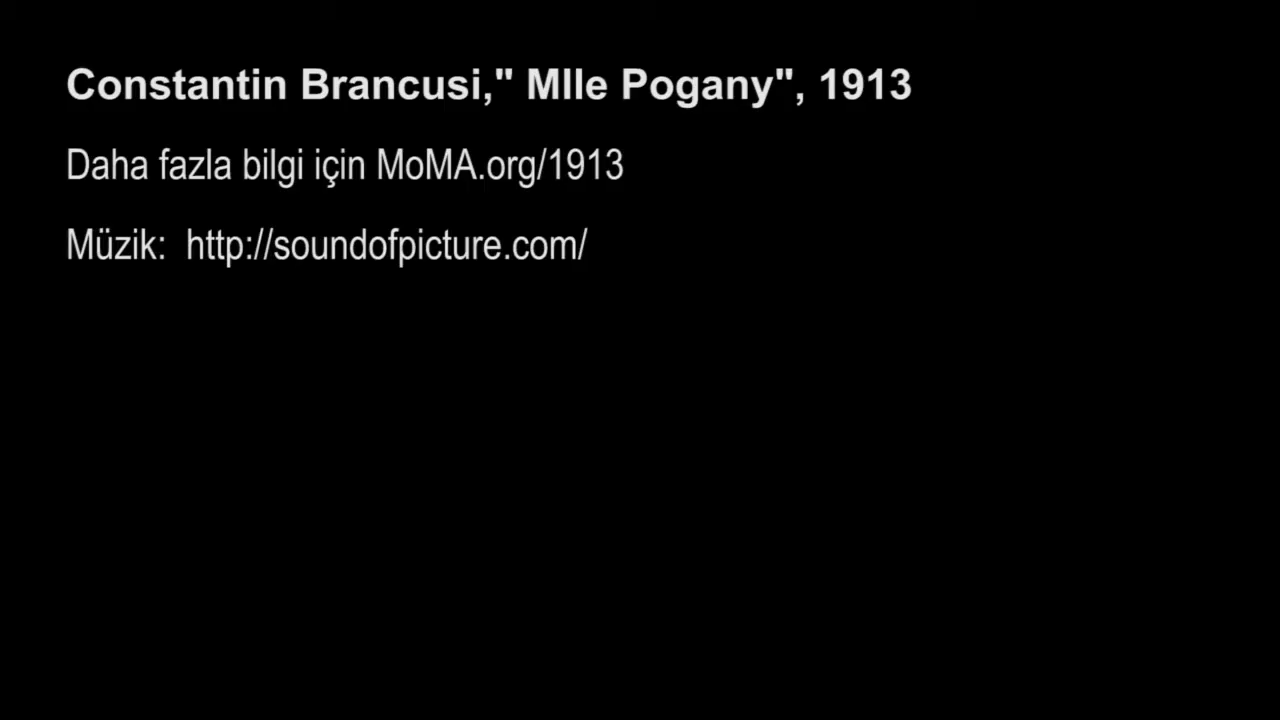 Constantin Brancusi," Mlle Pogany", 1913
Daha fazla bilgi için MoMA.org/1913
Müzik:  http://soundofpicture.com/